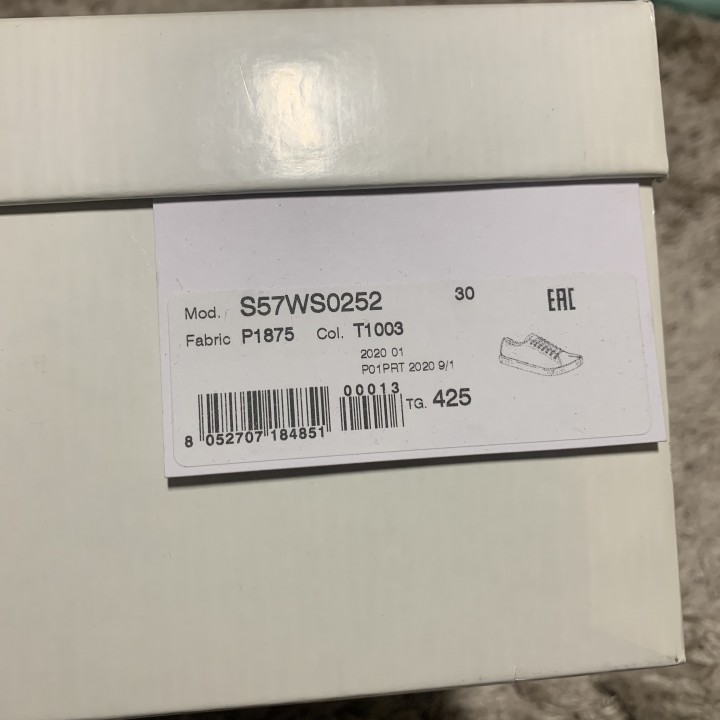 Mod. S57WS0252 30 EAC
Fabric P1875 Col. T1003
2020 01
P01PRT 2020 9/1
00013
TG. 425
8 052707 184851